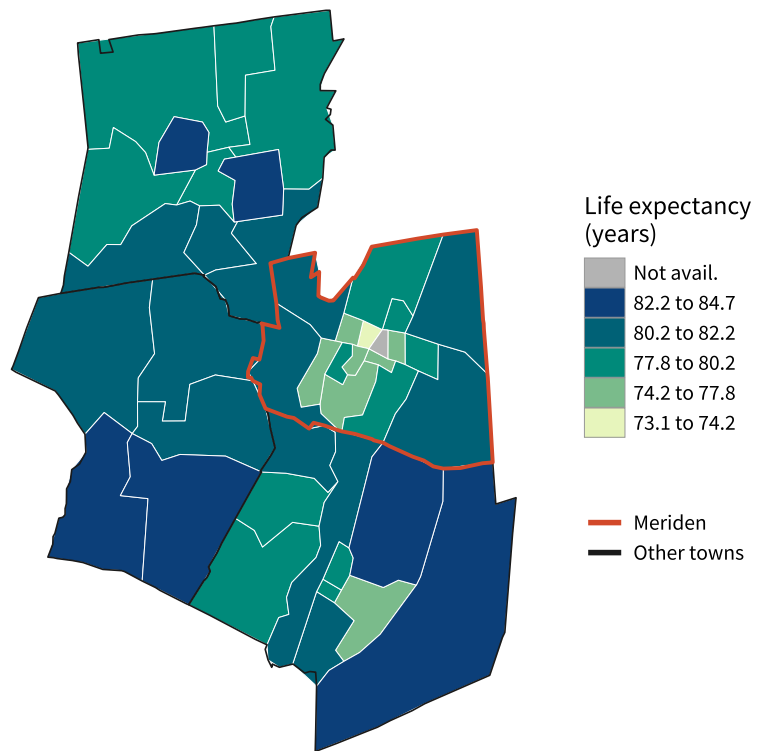 Life expectancy
(years)
Not avail.
82.2 to 84.7
80.2 to 82.2
77.8 to 80.2
74.2 to 77.8
73.1 to 74.2
Meriden
Other towns